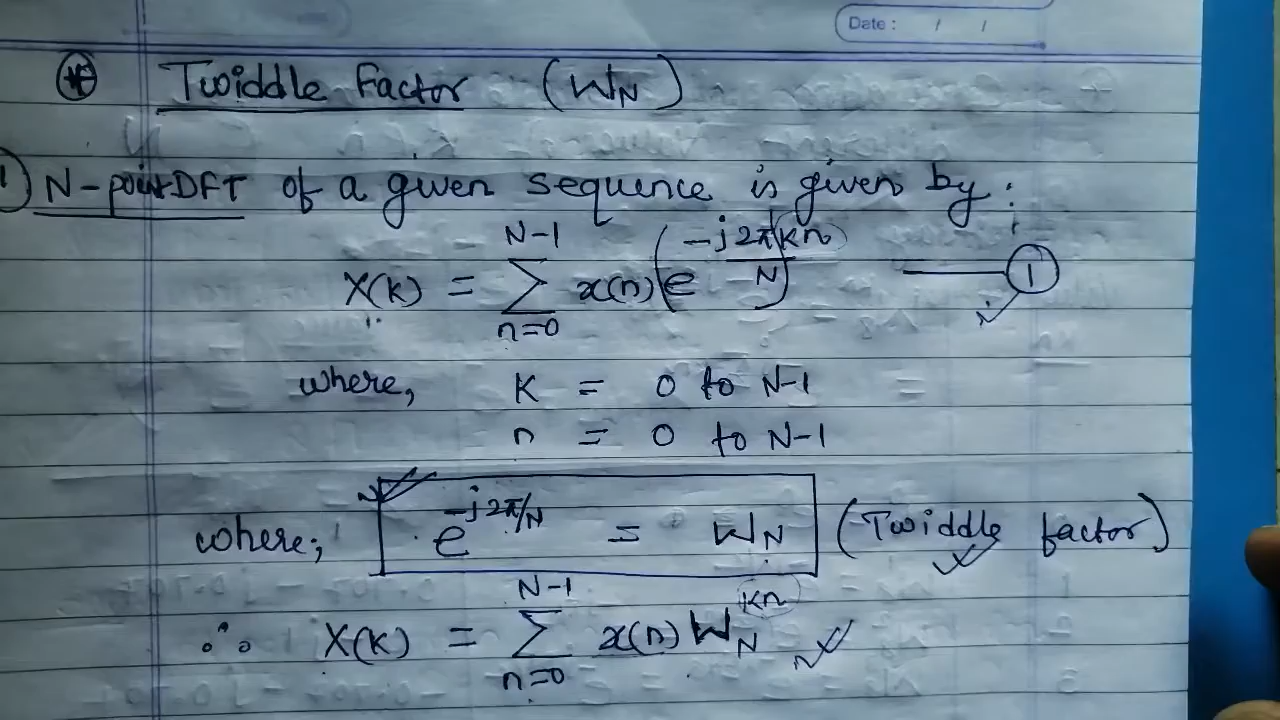 Date: / /
* Twiddle Factor (W_N)
1) N-point DFT of a given sequence is given by:
X(k) = Σ_{n=0}^{N-1} x(n) (e^{-j2πkn/N}) — 1
where, K = 0 to N-1
n = 0 to N-1
where; e^{-j2π/N} = W_N (Twiddle factor)
∴ X(k) = Σ_{n=0}^{N-1} x(n) W_N^{kn}